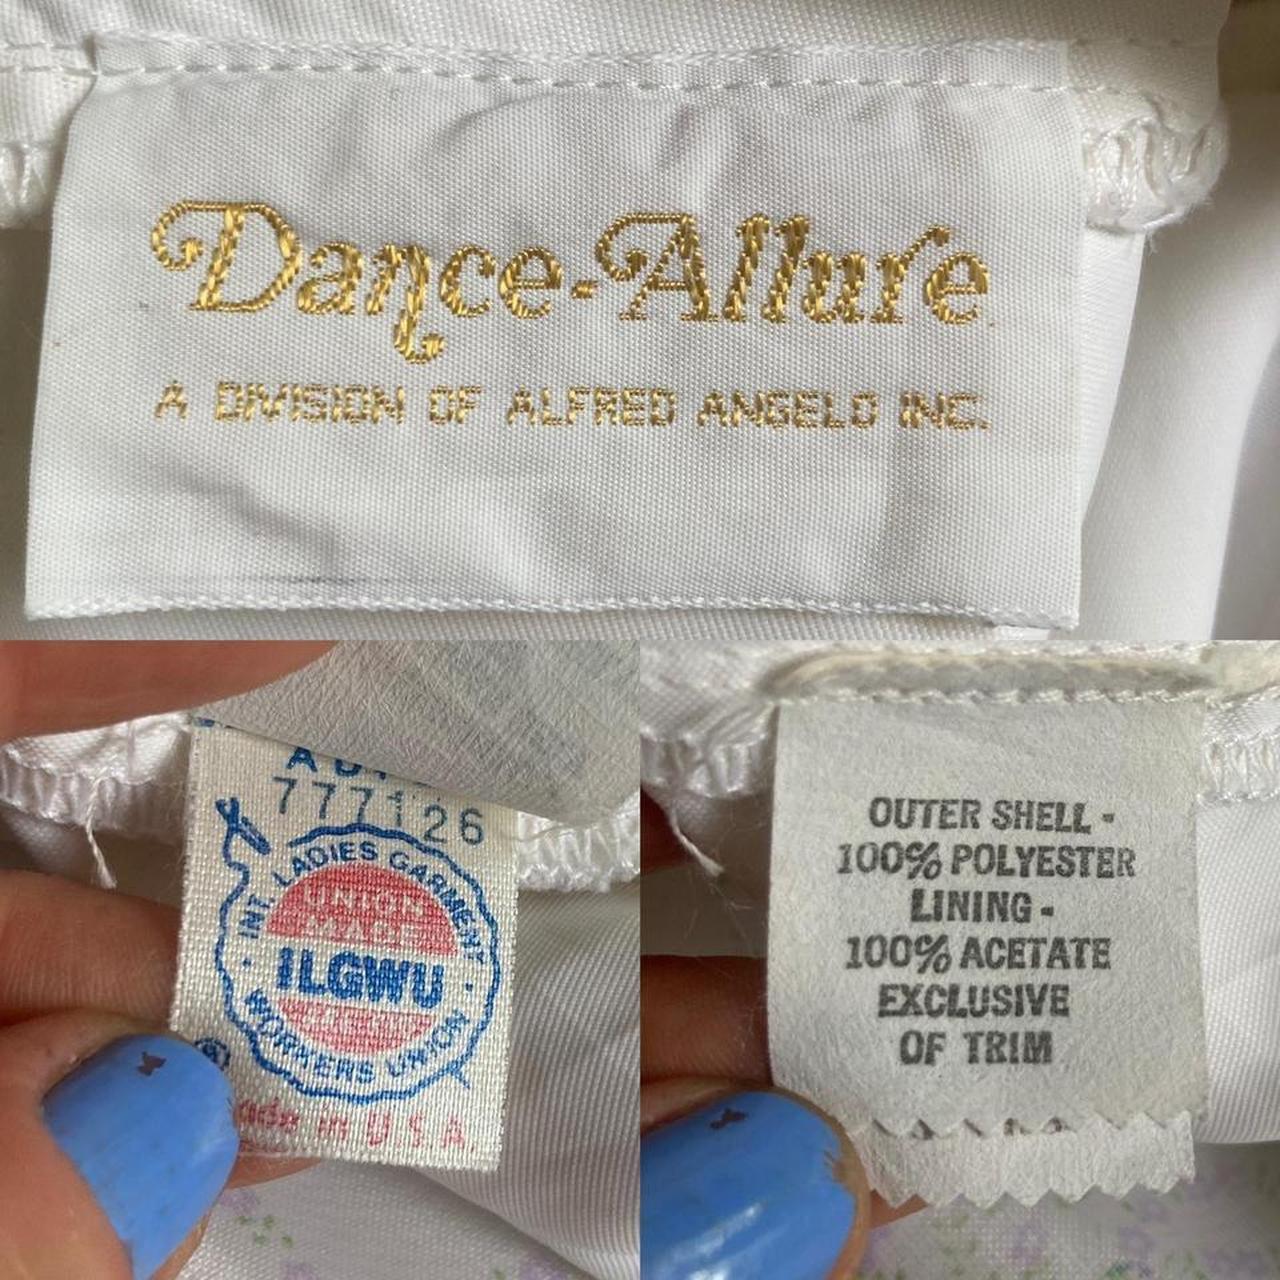 Dance-Allure
A DIVISION OF ALFRED ANGELO INC.
777126
INT. LADIES GARMENT
UNION
MADE
ILGWU
WORKERS UNION
®
in U.S.A.
OUTER SHELL -
100% POLYESTER
LINING -
100% ACETATE
EXCLUSIVE
OF TRIM